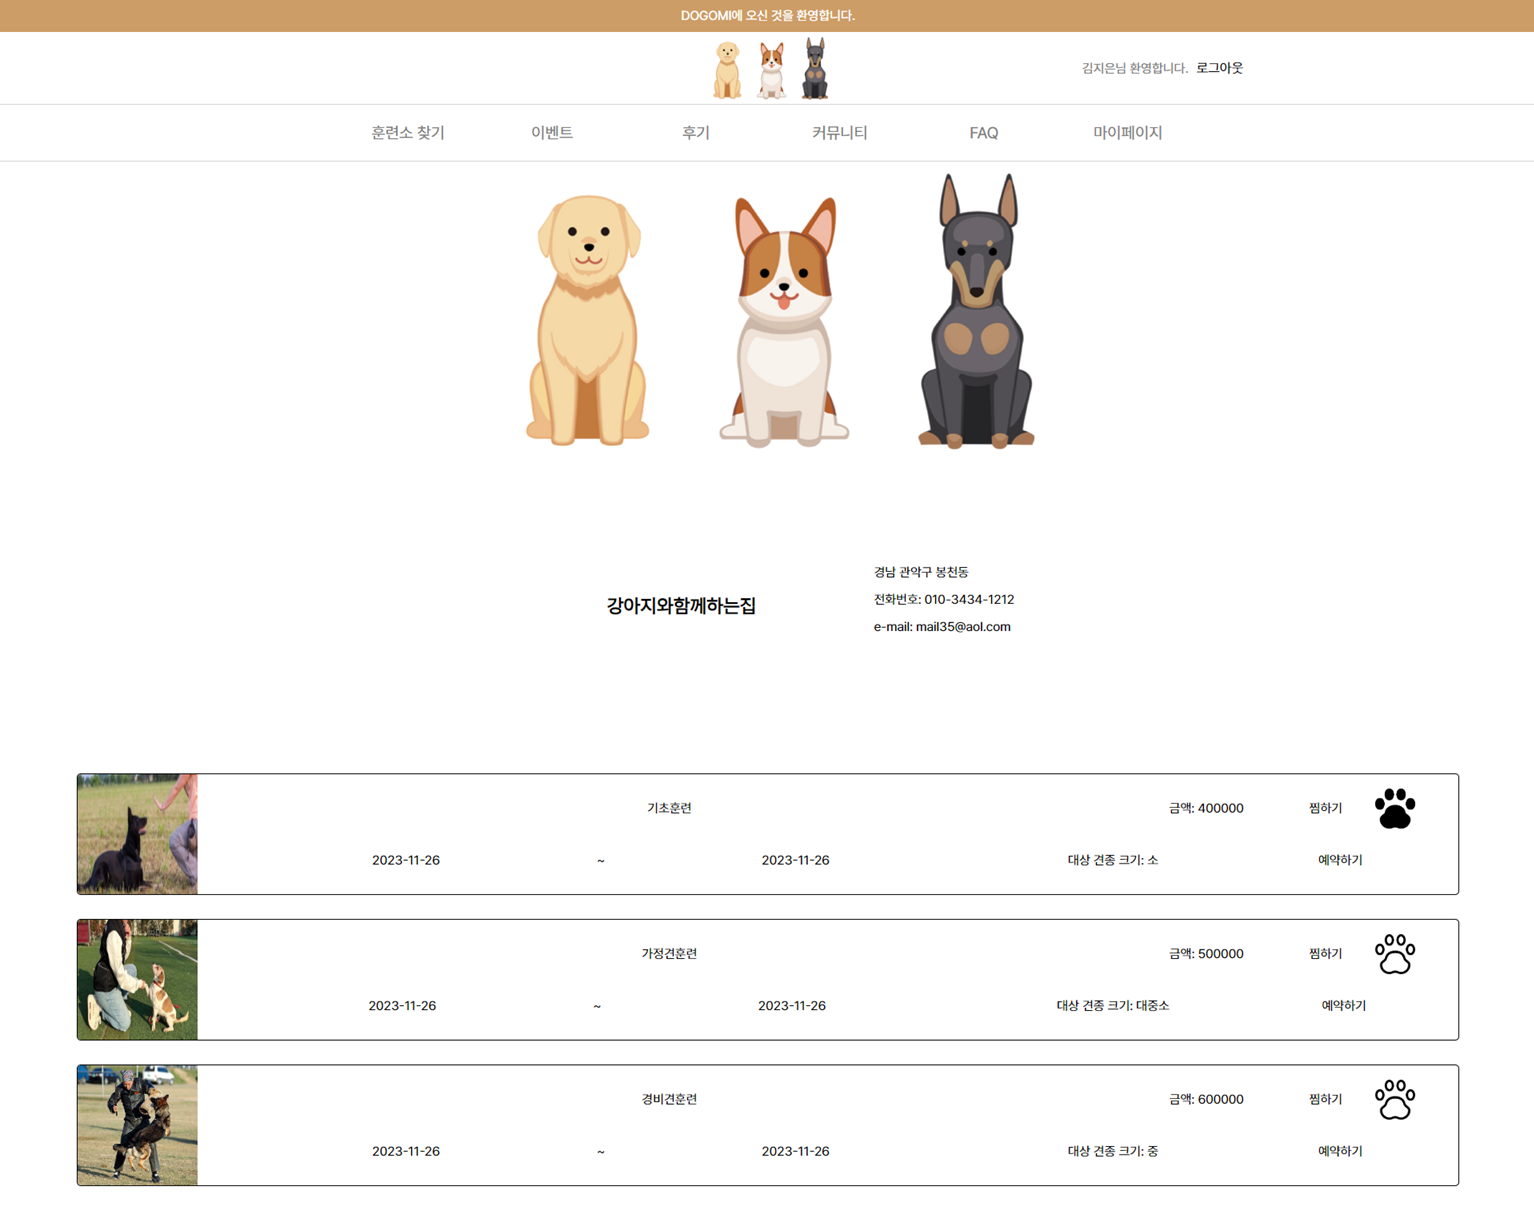 DOGOMI에 오신 것을 환영합니다.
김지은님 환영합니다. 로그아웃
훈련소 찾기 이벤트 후기 커뮤니티 FAQ 마이페이지
강아지와함께하는집
경남 관악구 봉천동
전화번호: 010-3434-1212
e-mail: mail35@aol.com
기초훈련 금액: 400000 찜하기
2023-11-26 ~ 2023-11-26 대상 견종 크기: 소 예약하기
가정견훈련 금액: 500000 찜하기
2023-11-26 ~ 2023-11-26 대상 견종 크기: 대중소 예약하기
경비견훈련 금액: 600000 찜하기
2023-11-26 ~ 2023-11-26 대상 견종 크기: 중 예약하기